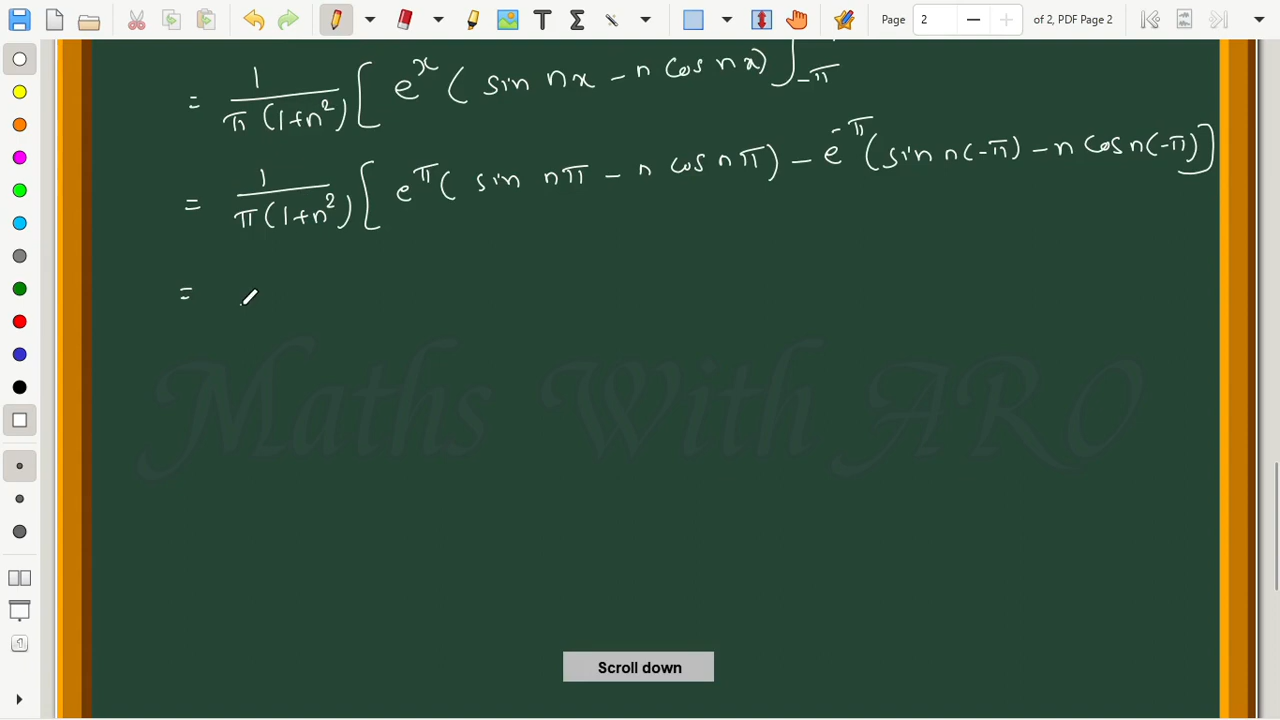 Page 2 of 2, PDF Page 2
= 1/π(1+n²) [ e^x ( sin nx - n cos nx ) ]_-π
= 1/π(1+n²) [ e^π ( sin nπ - n cos nπ ) - e^-π ( sin n(-π) - n cos n(-π) ]
=
Maths With ARO
Scroll down